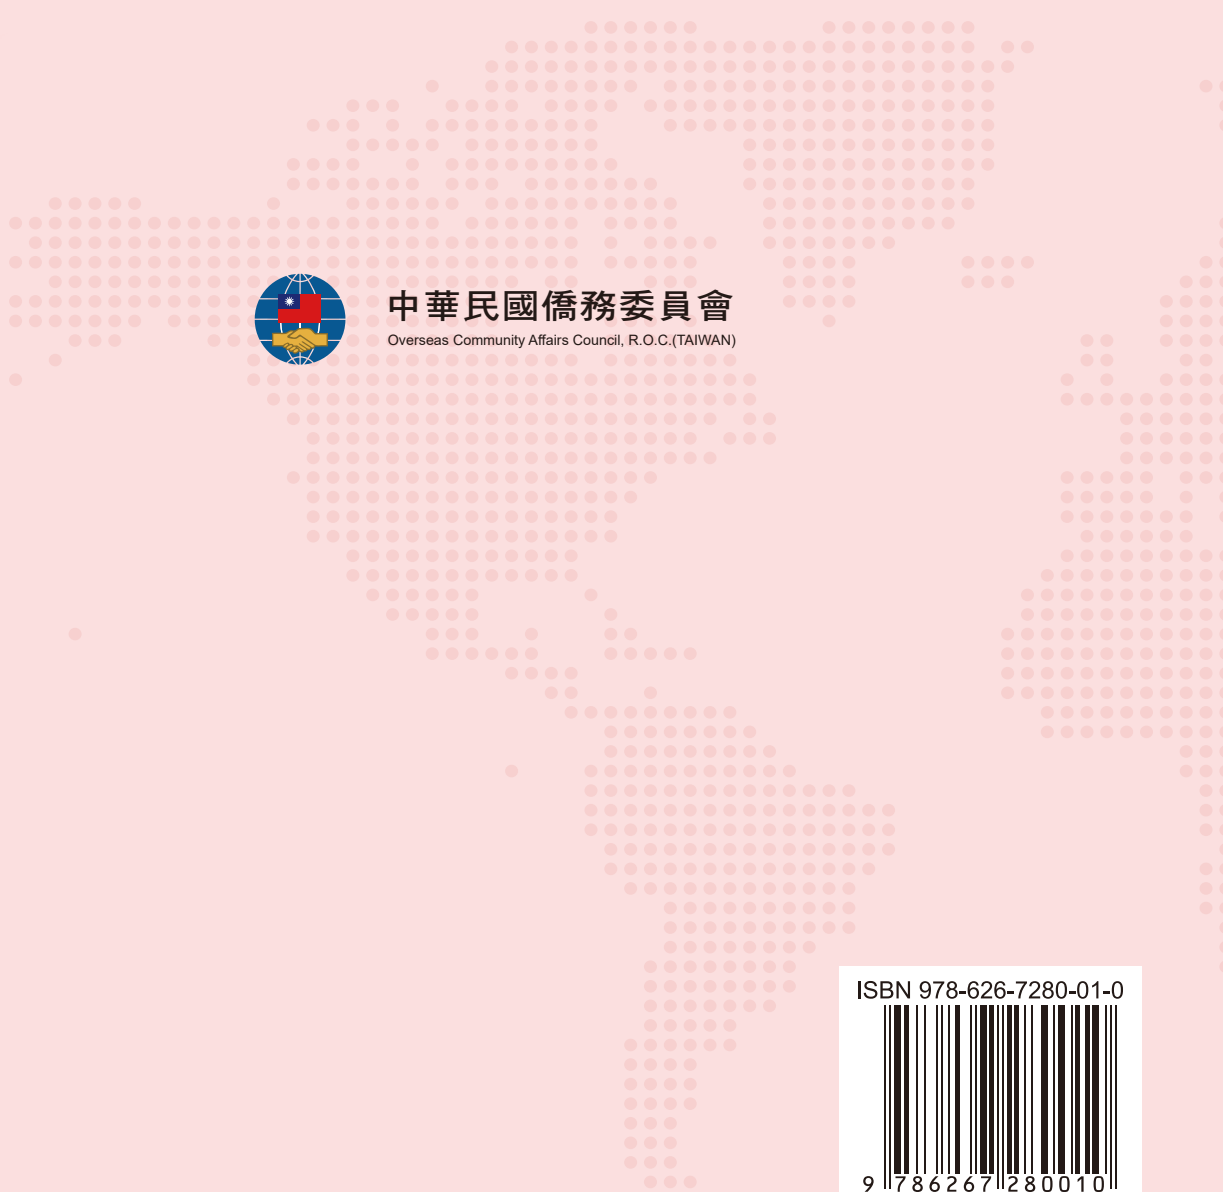 中華民國僑務委員會
Overseas Community Affairs Council, R.O.C.(TAIWAN)
ISBN 978-626-7280-01-0
9 786267 280010